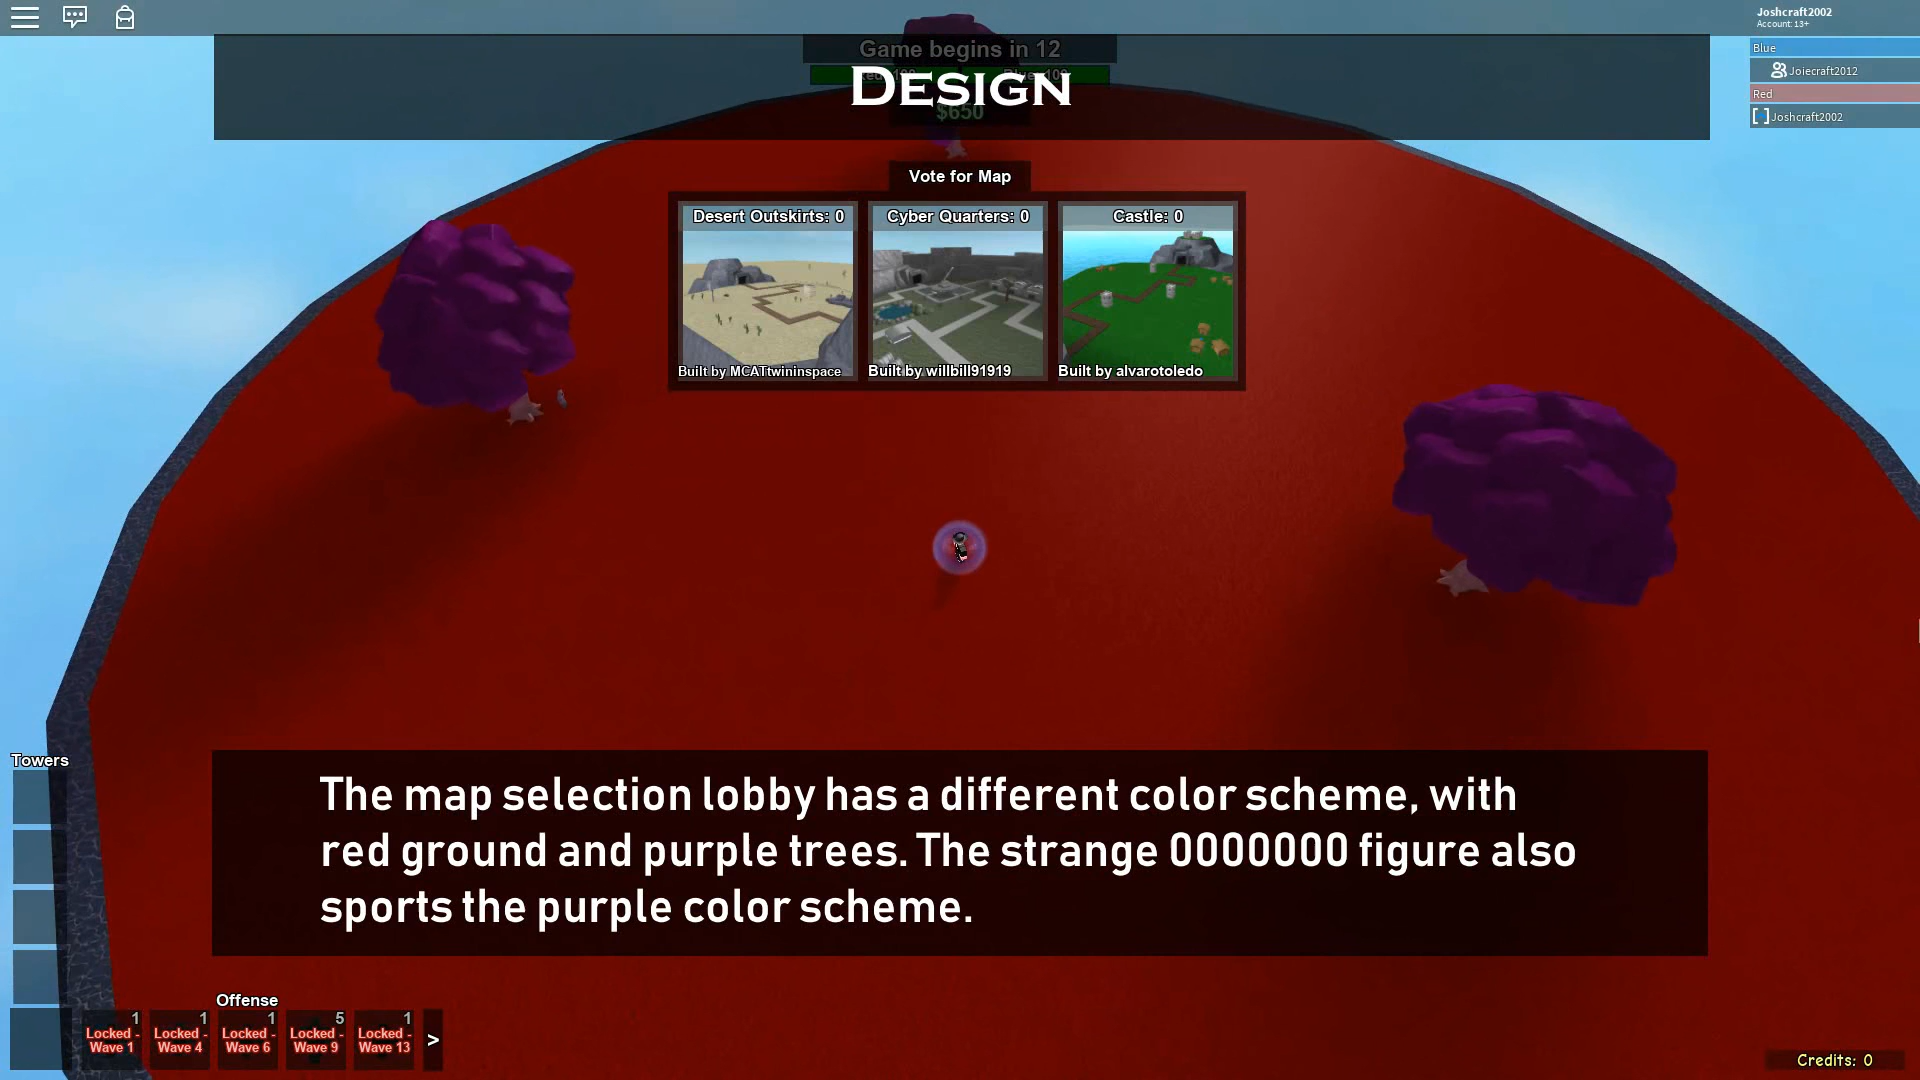 Joshcraft2002
Account: 13+
Game begins in 12
Design
$650
Blue
Joiecraft2012
Red
Joshcraft2002
Vote for Map
Desert Outskirts: 0
Cyber Quarters: 0
Castle: 0
Built by MCATtwininspace
Built by willbill91919
Built by alvarotoledo
Towers
The map selection lobby has a different color scheme, with
red ground and purple trees. The strange 0000000 figure also
sports the purple color scheme.
Offense
1
Locked -
Wave 1
1
Locked -
Wave 4
1
Locked -
Wave 6
5
Locked -
Wave 9
1
Locked -
Wave 13
>
Credits: 0